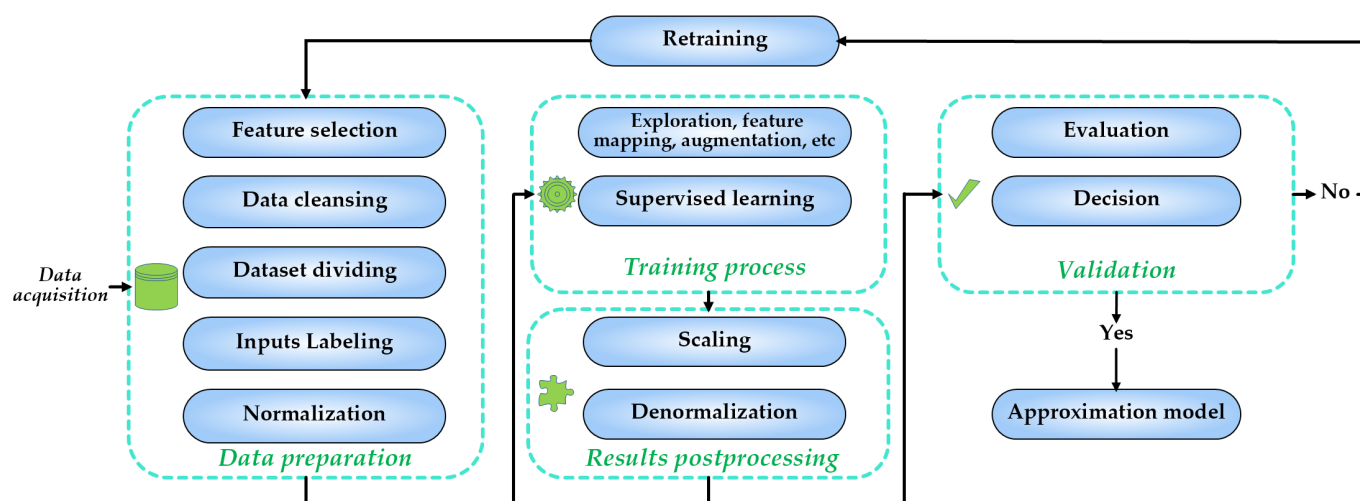 Retraining
Data
acquisition
Feature selection
Data cleansing
Dataset dividing
Inputs Labeling
Normalization
Data preparation
Exploration, feature
mapping, augmentation, etc
Supervised learning
Training process
Scaling
Denormalization
Results postprocessing
Evaluation
Decision
Validation
No
Yes
Approximation model